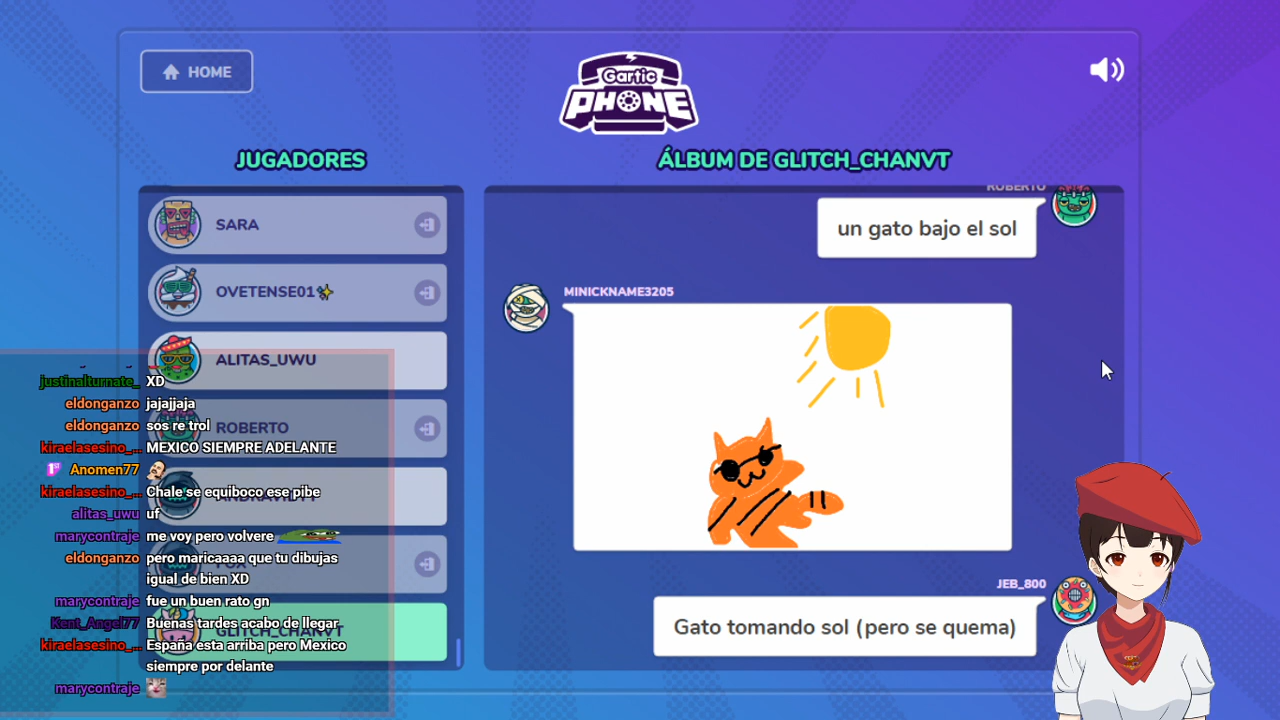 HOME
Gartic
PHONE
JUGADORES
ÁLBUM DE GLITCH_CHANVT
SARA
OVETENSE01
ALITAS_UWU
ROBERTO
GLITCH_CHANVT
ROBERTO
un gato bajo el sol
MINICKNAME3205
JEB_800
Gato tomando sol (pero se quema)
justinalturnate_ XD
eldonganzo jajajjaja
eldonganzo sos re trol
kiraelasesino_... MEXICO SIEMPRE ADELANTE
1st Anomen77
kiraelasesino_... Chale se equiboco ese pibe
alitas_uwu uf
marycontraje me voy pero volvere
eldonganzo pero maricaaaa que tu dibujas
igual de bien XD
marycontraje fue un buen rato gn
Kent_Angel77 Buenas tardes acabo de llegar
kiraelasesino_... España esta arriba pero Mexico
siempre por delante
marycontraje